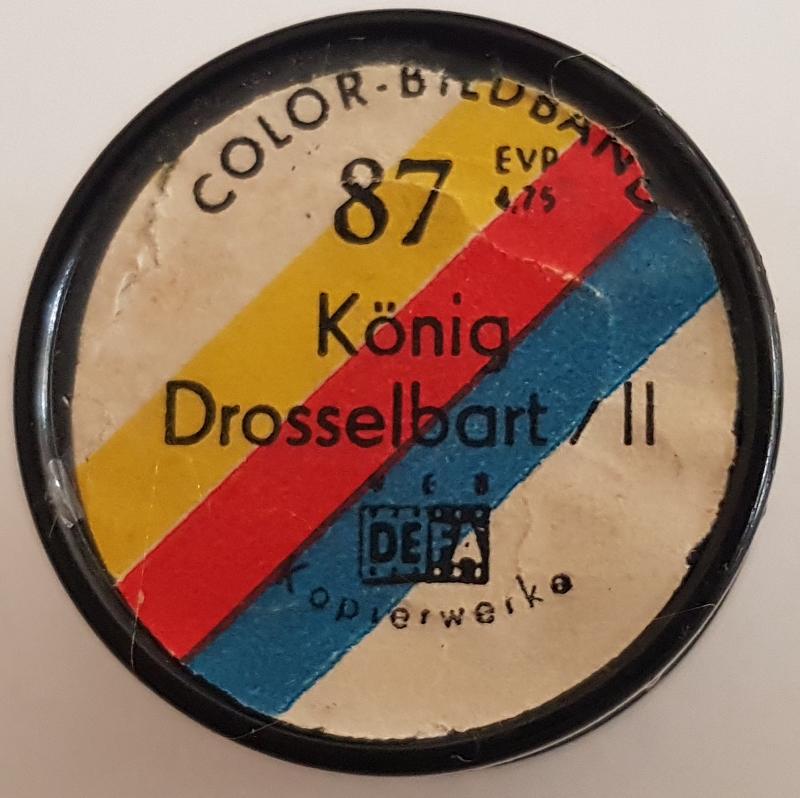 COLOR-BILDBAND
87
EVP
4,75
König
Drosselbart / II
VEB
DEFA
Kopierwerke